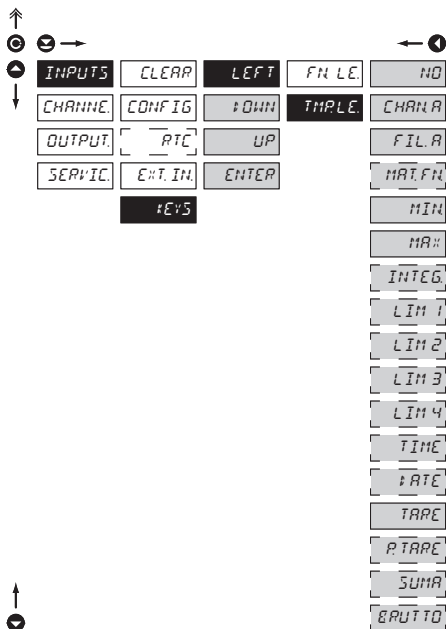 INPUTS CLEAR LEFT FN. LE. NO
CHANNE. CONFIG DOWN TMP.LE. CHAN.A
OUTPUT. RTC UP FIL. A
SERVIC. EXT. IN. ENTER MAT.FN.
KEYS MIN.
MAX
INTEG.
LIM 1
LIM 2
LIM 3
LIM 4
TIME
DATE
TARE
P. TARE
SUMA
BRUTTO